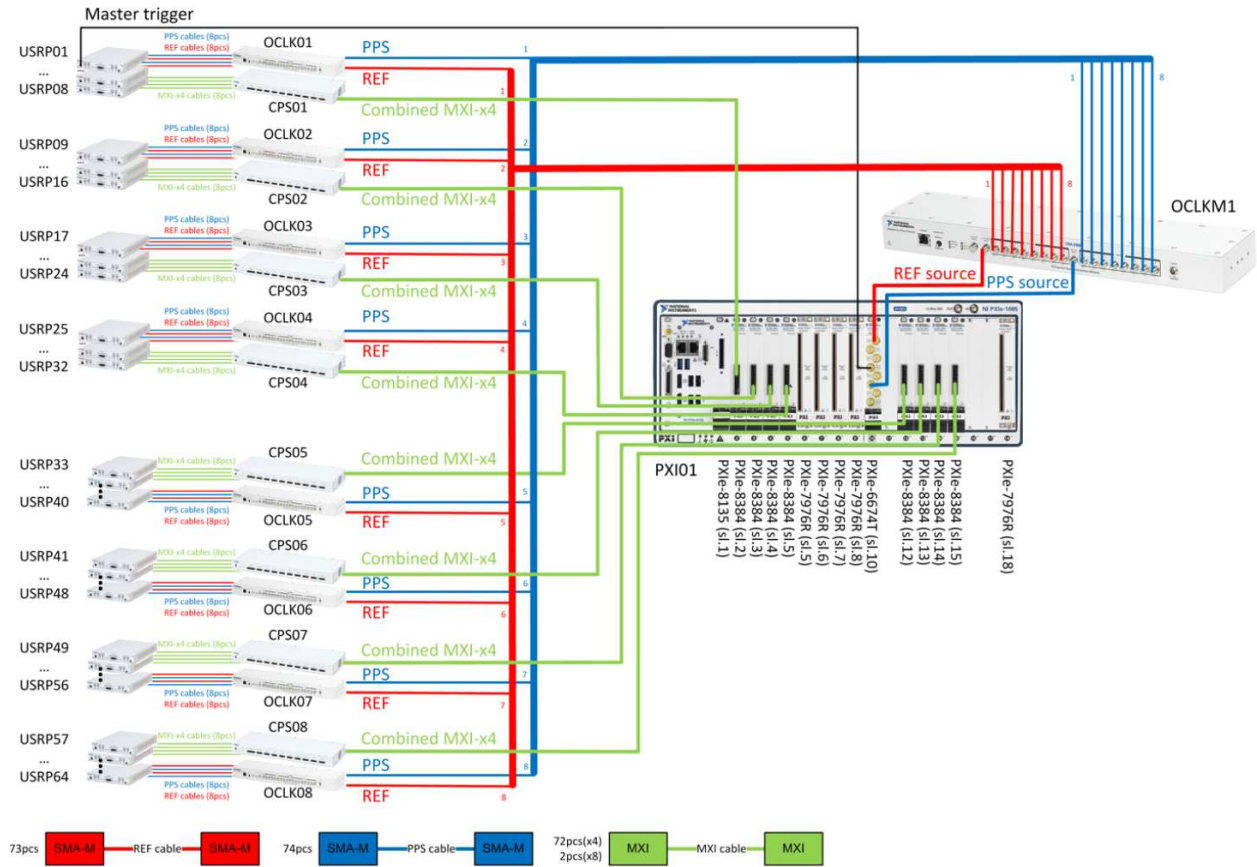 Master trigger
USRP01
...
USRP08
PPS cables (8pcs)
REF cables (8pcs)
MXI-x4 cables (8pcs)
OCLK01
CPS01
PPS
REF
Combined MXI-x4
1
1
USRP09
...
USRP16
PPS cables (8pcs)
REF cables (8pcs)
MXI-x4 cables (8pcs)
OCLK02
CPS02
PPS
REF
Combined MXI-x4
2
2
USRP17
...
USRP24
PPS cables (8pcs)
REF cables (8pcs)
MXI-x4 cables (8pcs)
OCLK03
CPS03
PPS
REF
Combined MXI-x4
3
3
USRP25
...
USRP32
PPS cables (8pcs)
REF cables (8pcs)
MXI-x4 cables (8pcs)
OCLK04
CPS04
PPS
REF
Combined MXI-x4
4
4
USRP33
...
USRP40
MXI-x4 cables (8pcs)
PPS cables (8pcs)
REF cables (8pcs)
CPS05
OCLK05
Combined MXI-x4
PPS
REF
5
5
USRP41
...
USRP48
MXI-x4 cables (8pcs)
PPS cables (8pcs)
REF cables (8pcs)
CPS06
OCLK06
Combined MXI-x4
PPS
REF
6
6
USRP49
...
USRP56
MXI-x4 cables (8pcs)
PPS cables (8pcs)
REF cables (8pcs)
CPS07
OCLK07
Combined MXI-x4
PPS
REF
7
7
USRP57
...
USRP64
MXI-x4 cables (8pcs)
PPS cables (8pcs)
REF cables (8pcs)
CPS08
OCLK08
Combined MXI-x4
PPS
REF
8
8
1
8
1
8
OCLKM1
REF source
PPS source
NATIONAL INSTRUMENTS
NI PXIe-1085
PXI
PXI01
PXIe-8135 (sl.1)
PXIe-8384 (sl.2)
PXIe-8384 (sl.3)
PXIe-8384 (sl.4)
PXIe-8384 (sl.5)
PXIe-7976R (sl.5)
PXIe-7976R (sl.6)
PXIe-7976R (sl.7)
PXIe-7976R (sl.8)
PXIe-6674T (sl.10)
PXIe-8384 (sl.12)
PXIe-8384 (sl.13)
PXIe-8384 (sl.14)
PXIe-8384 (sl.15)
PXIe-7976R (sl.18)
73pcs SMA-M REF cable SMA-M
74pcs SMA-M PPS cable SMA-M
72pcs(x4)
2pcs(x8)
MXI MXI cable MXI